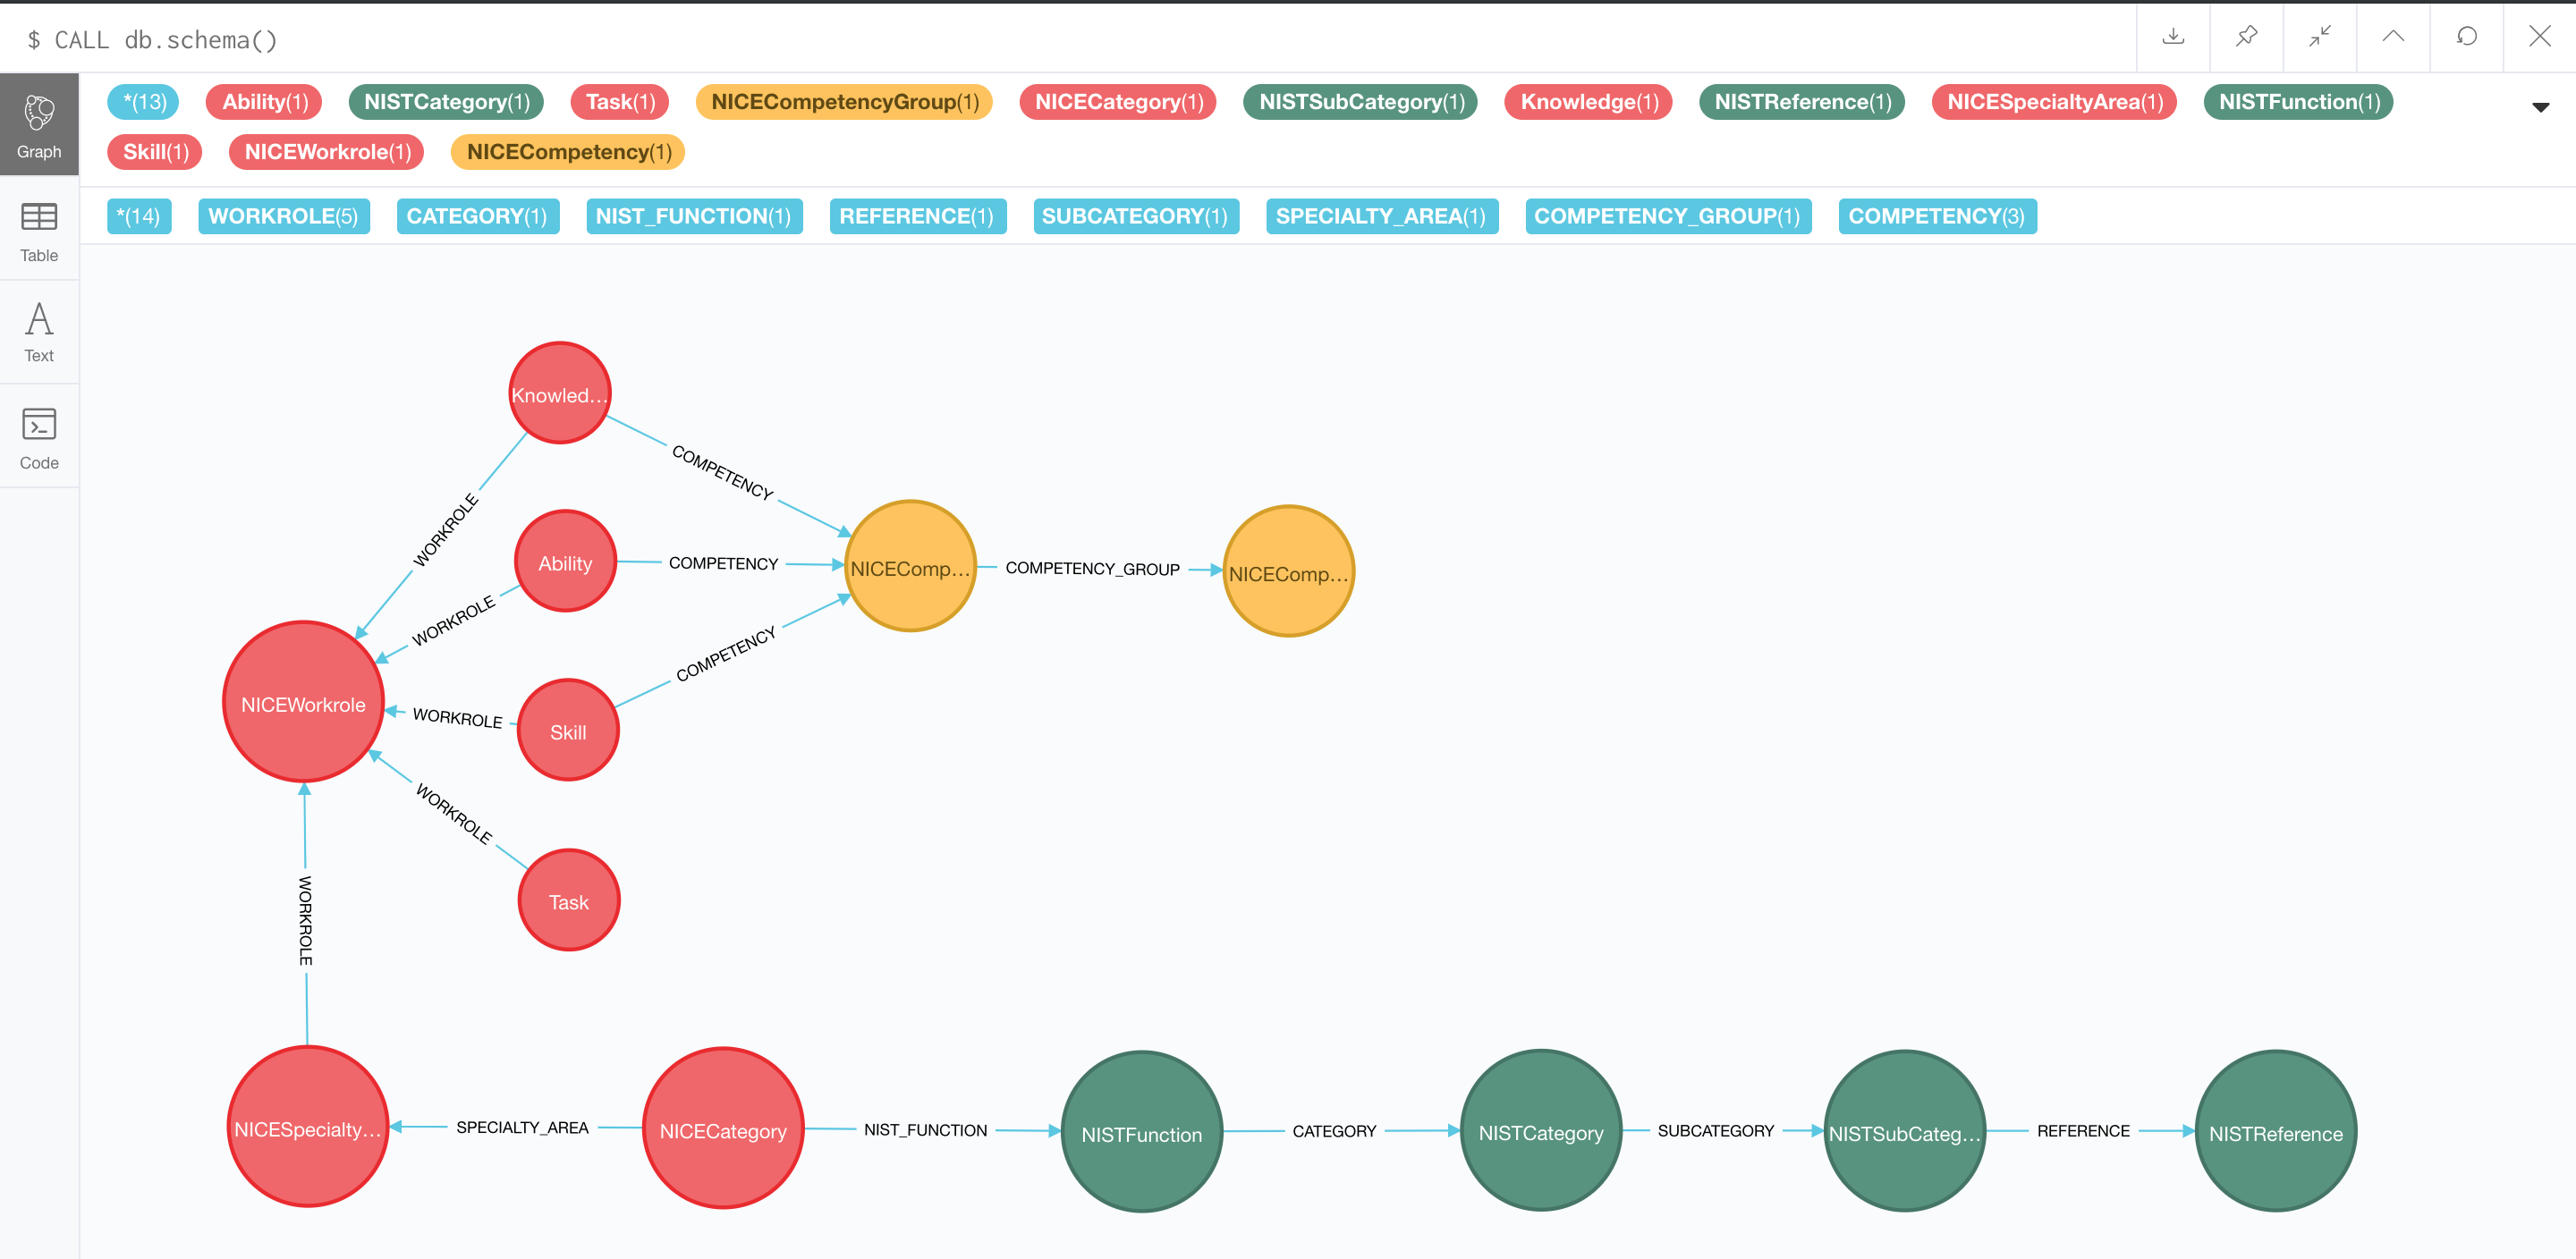 $ CALL db.schema()
*(13) Ability(1) NISTCategory(1) Task(1) NICECompetencyGroup(1) NICECategory(1) NISTSubCategory(1) Knowledge(1) NISTReference(1) NICESpecialtyArea(1) NISTFunction(1)
Skill(1) NICEWorkrole(1) NICECompetency(1)
*(14) WORKROLE(5) CATEGORY(1) NIST_FUNCTION(1) REFERENCE(1) SUBCATEGORY(1) SPECIALTY_AREA(1) COMPETENCY_GROUP(1) COMPETENCY(3)
Graph
Table
Text
Code
Knowled...
COMPETENCY
WORKROLE
Ability
COMPETENCY
NICEComp...
COMPETENCY_GROUP
NICEComp...
WORKROLE
COMPETENCY
NICEWorkrole
WORKROLE
Skill
WORKROLE
Task
WORKROLE
NICESpecialty...
SPECIALTY_AREA
NICECategory
NIST_FUNCTION
NISTFunction
CATEGORY
NISTCategory
SUBCATEGORY
NISTSubCateg...
REFERENCE
NISTReference